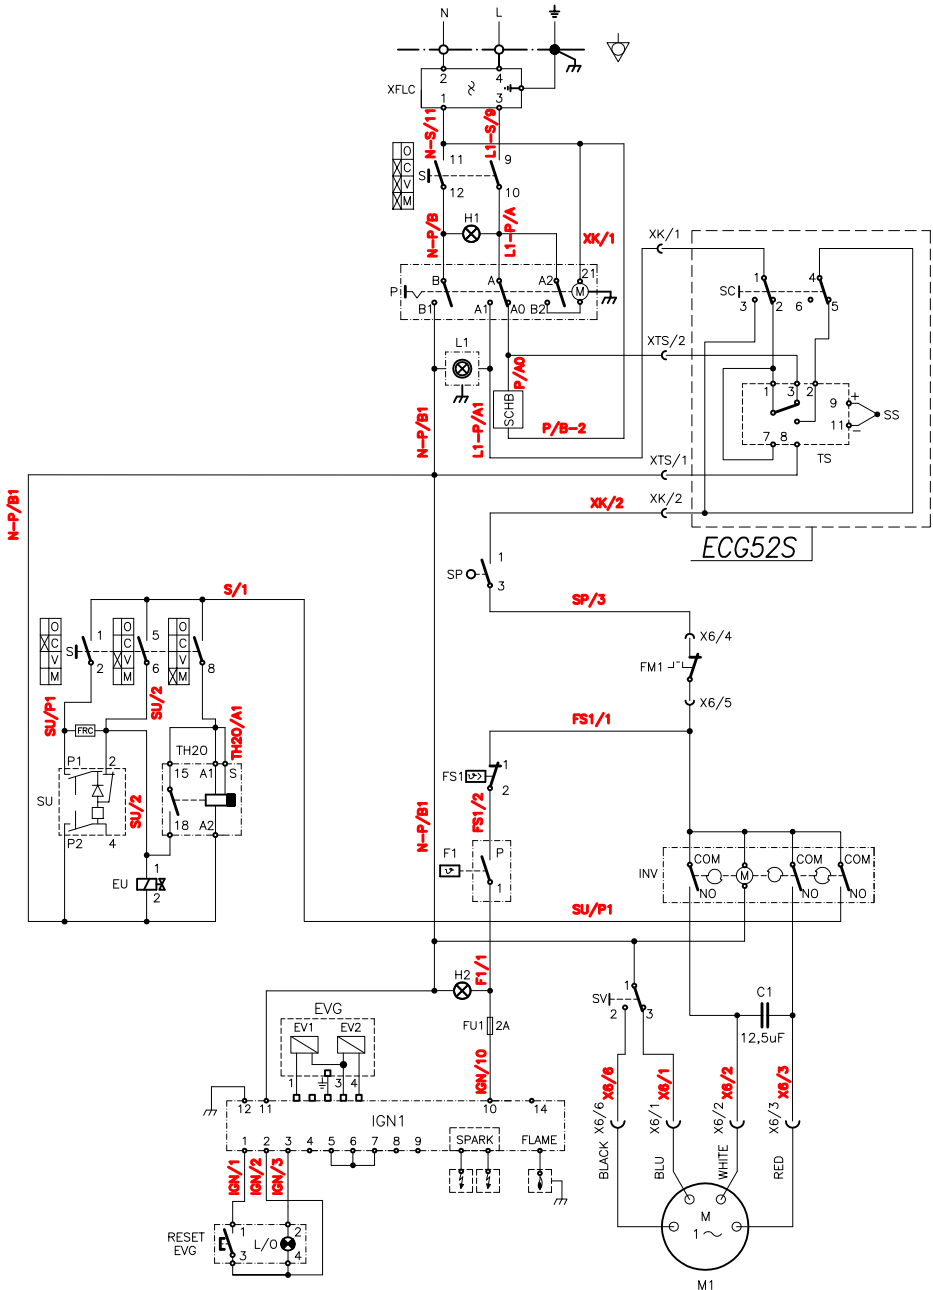 N L
XFLC
2 4
1 3
N-S/11
L1-S/9
O
C
V
M
S
11 9
12 10
N-P/B
H1
L1-P/A
XK/1
XK/1
P
B A A2 21
M
B1 A1 A0 B2
SC
1 4
3 2 6 5
L1
P/A0
XTS/2
SCHB
N-P/B1
L1-P/A1
P/B-2
1 3 2
9 +
11 −
SS
7 8
TS
XTS/1
XK/2
XK/2
N-P/B1
ECG52S
SP
1
3
SP/3
S/1
X6/4
FM1
X6/5
O
C
V
M
S
1
2
O
C
V
M
5
6
O
C
V
M
8
SU/P1
SU/2
TH20/A1
FRC
FS1/1
P1 2
SU
P2 4
SU/2
TH20
15 A1 S
18 A2
FS1
1
2
FS1/2
N-P/B1
F1
P
1
EU
1
2
INV
COM
NO
M
COM
NO
COM
NO
SU/P1
F1/1
H2
SV
1
2 3
C1
12,5uF
FU1 2A
EVG
EV1 EV2
1 3 4
IGN/10
X6/6
X6/1
X6/2
X6/3
X6/6
X6/1
X6/2
X6/3
12 11 10 14
IGN1
1 2 3 4 5 6 7 8 9
SPARK FLAME
BLACK
BLU
WHITE
RED
IGN/1
IGN/2
IGN/3
RESET
EVG
1 2
L/O
3 4
M
1
M1